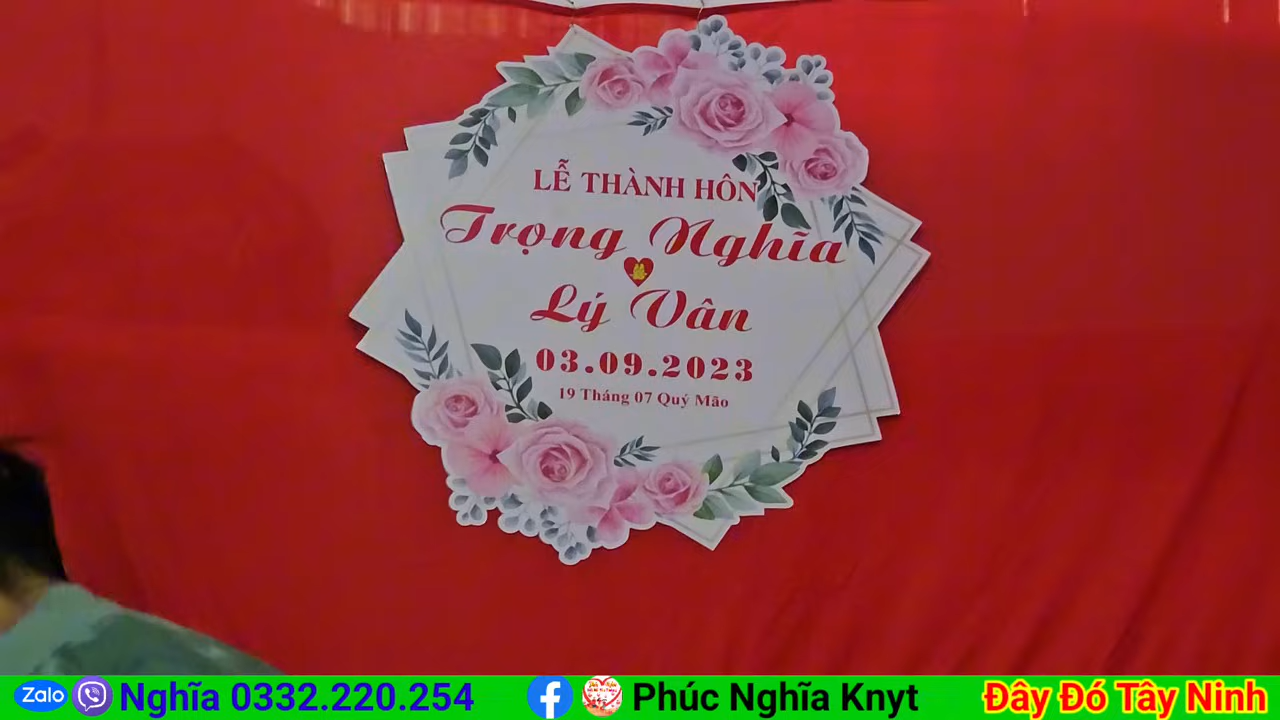 LỄ THÀNH HÔN
Trọng Nghĩa
Lý Vân
03.09.2023
19 Tháng 07 Quý Mão
Zalo Nghĩa 0332.220.254 Phúc Nghĩa Knyt Đây Đó Tây Ninh